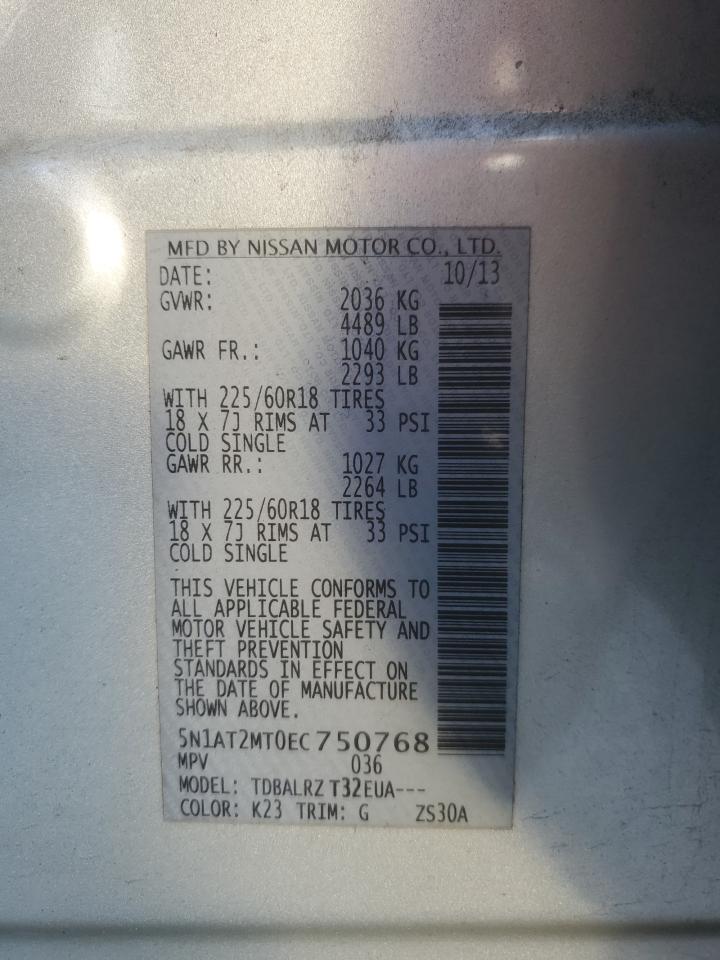 MFD BY NISSAN MOTOR CO., LTD.
DATE: 10/13
GVWR: 2036 KG
4489 LB
GAWR FR.: 1040 KG
2293 LB
WITH 225/60R18 TIRES
18 X 7J RIMS AT 33 PSI
COLD SINGLE
GAWR RR.: 1027 KG
2264 LB
WITH 225/60R18 TIRES
18 X 7J RIMS AT 33 PSI
COLD SINGLE
THIS VEHICLE CONFORMS TO
ALL APPLICABLE FEDERAL
MOTOR VEHICLE SAFETY AND
THEFT PREVENTION
STANDARDS IN EFFECT ON
THE DATE OF MANUFACTURE
SHOWN ABOVE.
5N1AT2MT0EC750768
MPV 036
MODEL: TDBALRZ T32EUA---
COLOR: K23 TRIM: G ZS30A